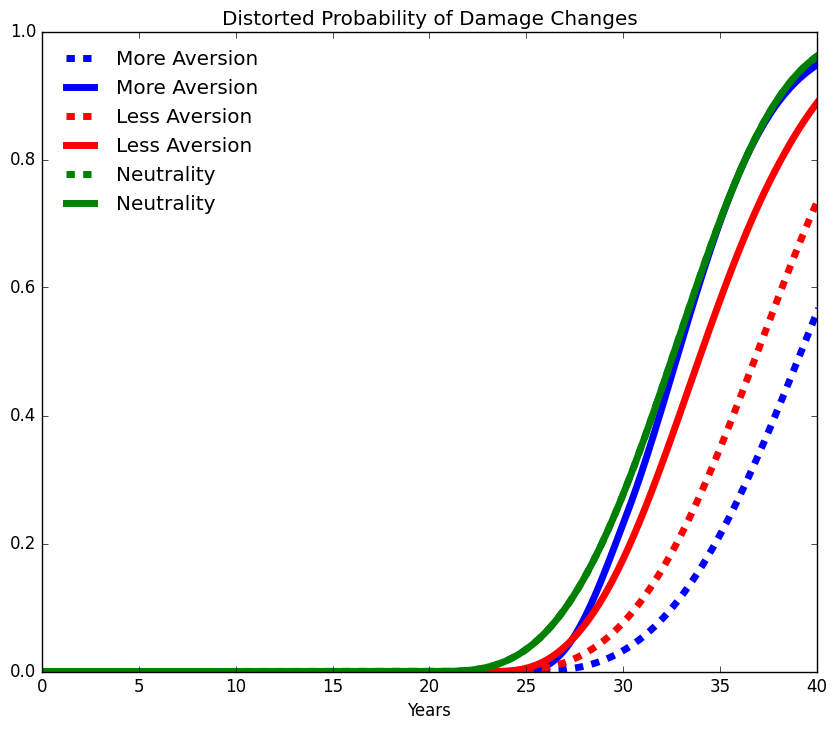 Distorted Probability of Damage Changes
1.0
0.8
0.6
0.4
0.2
0.0
More Aversion
More Aversion
Less Aversion
Less Aversion
Neutrality
Neutrality
0 5 10 15 20 25 30 35 40
Years